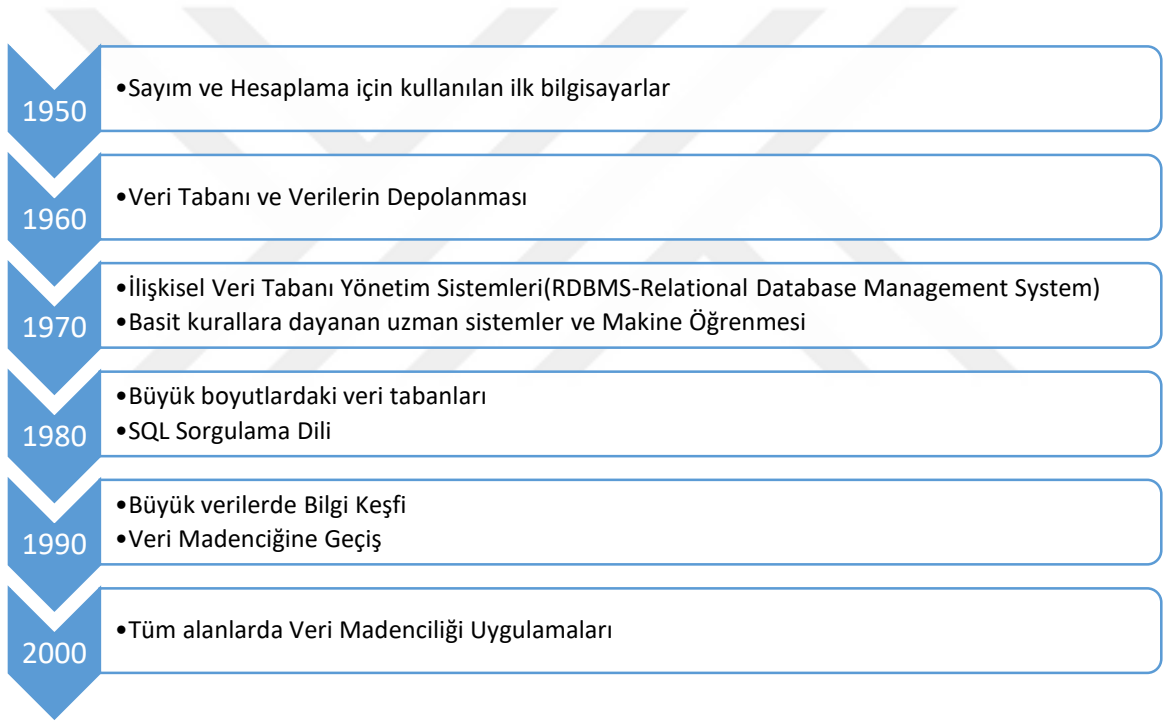 1950
•Sayım ve Hesaplama için kullanılan ilk bilgisayarlar
1960
•Veri Tabanı ve Verilerin Depolanması
1970
•İlişkisel Veri Tabanı Yönetim Sistemleri(RDBMS-Relational Database Management System)
•Basit kurallara dayanan uzman sistemler ve Makine Öğrenmesi
1980
•Büyük boyutlardaki veri tabanları
•SQL Sorgulama Dili
1990
•Büyük verilerde Bilgi Keşfi
•Veri Madenciğine Geçiş
2000
•Tüm alanlarda Veri Madenciliği Uygulamaları